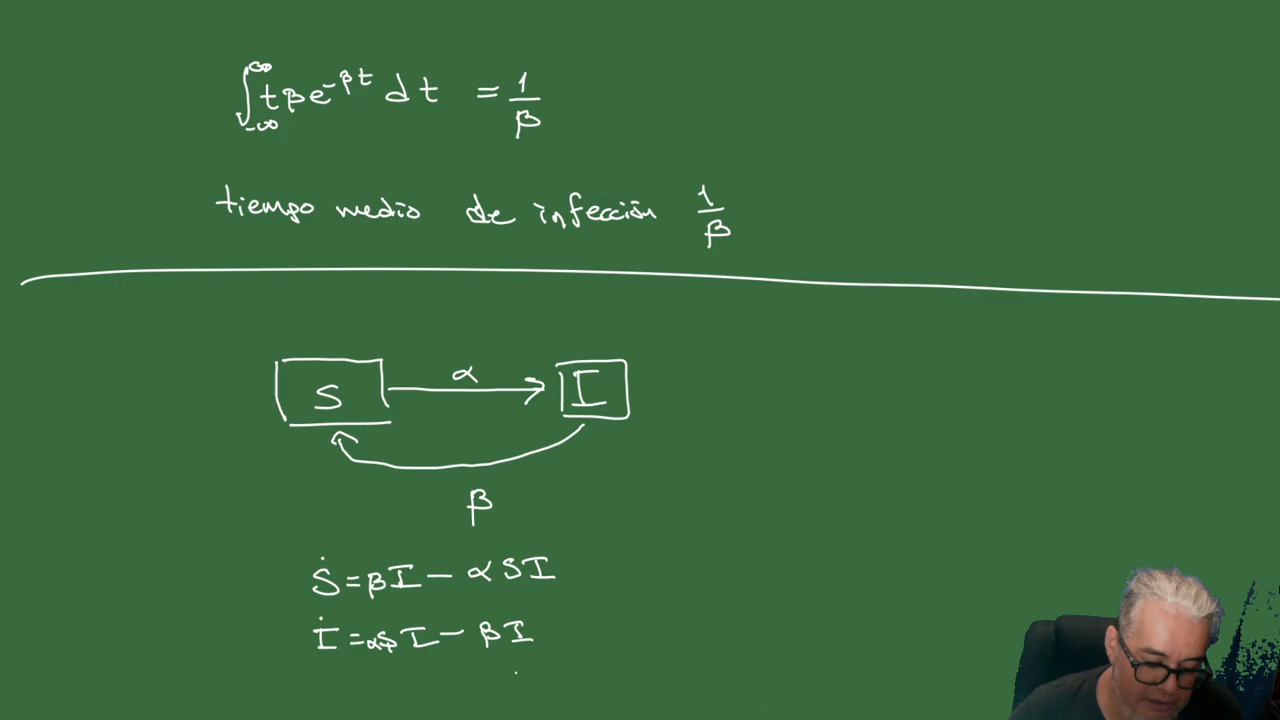 ∫_{-∞}^{∞} tβe^{-βt} dt = 1/β
tiempo medio de infección 1/β
S α I
β
Ṡ = βI - αSI
İ = αSI - βI